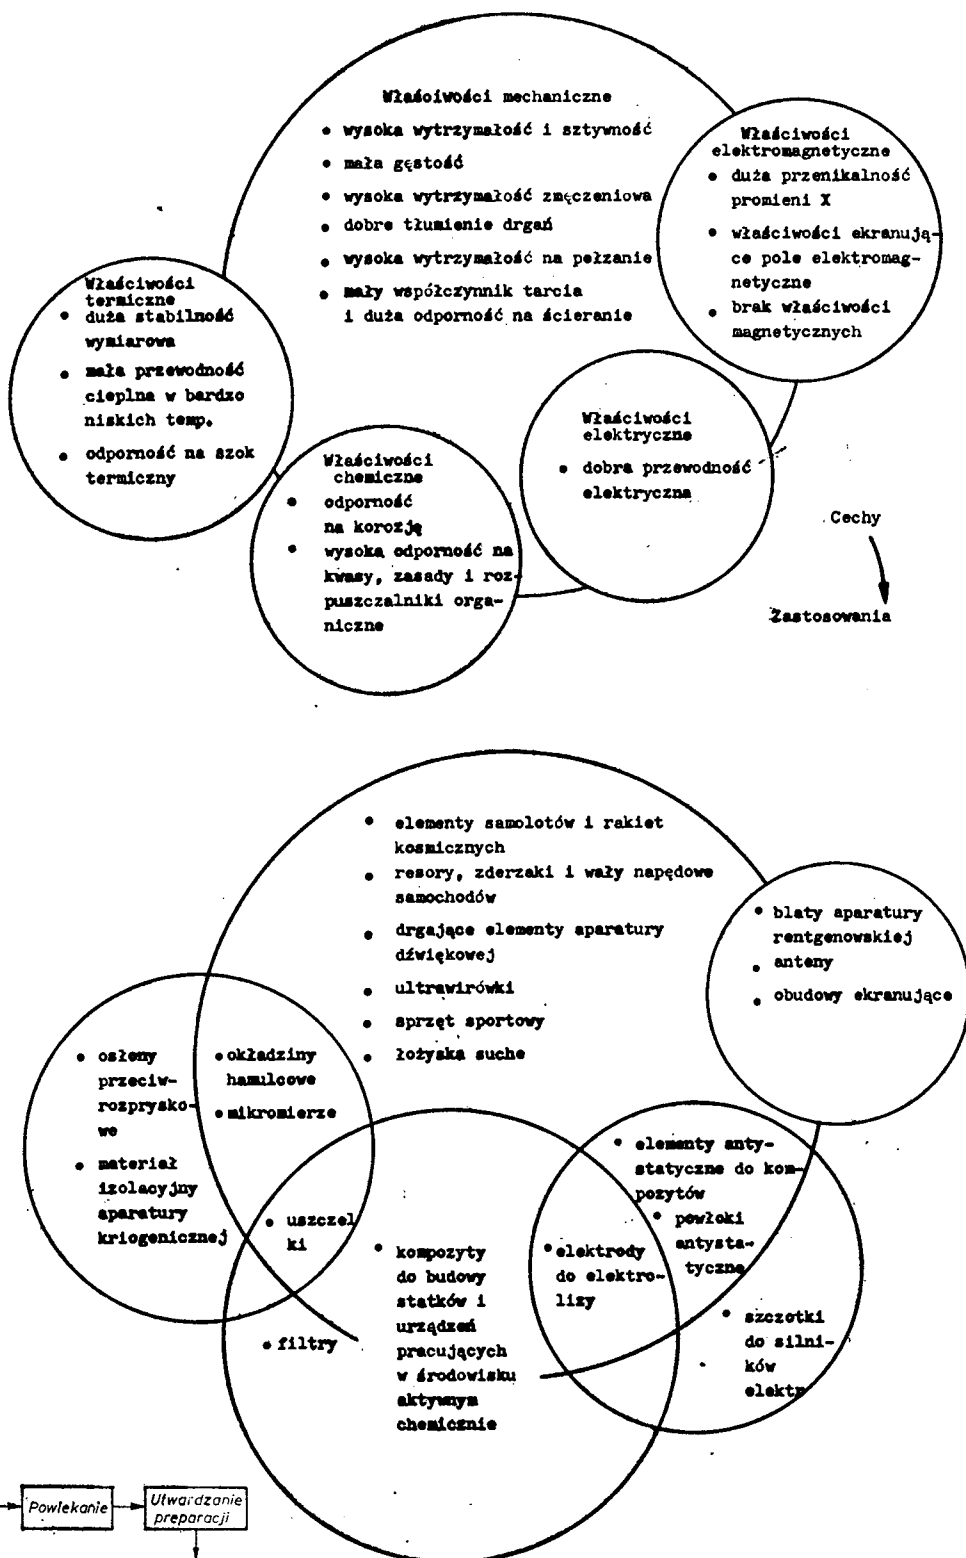 Właściwości mechaniczne
• wysoka wytrzymałość i sztywność
• mała gęstość
• wysoka wytrzymałość zmęczeniowa
• dobre tłumienie drgań
• wysoka wytrzymałość na pełzanie
• mały współczynnik tarcia
i duża odporność na ścieranie
Właściwości
elektromagnetyczne
• duża przenikalność
promieni X
• właściwości ekranują-
ce pole elektromag-
netyczne
• brak właściwości
magnetycznych
Właściwości
termiczne
• duża stabilność
wymiarowa
• mała przewodność
cieplna w bardzo
niskich temp.
• odporność na szok
termiczny
Właściwości
chemiczne
• odporność
na korozję
• wysoka odporność na
kwasy, zasady i roz-
puszczalniki orga-
niczne
Właściwości
elektryczne
• dobra przewodność
elektryczna
Cechy
Zastosowania
• elementy samolotów i rakiet
kosmicznych
• resory, zderzaki i wały napędowe
samochodów
• drgające elementy aparatury
dźwiękowej
• ultrawirówki
• sprzęt sportowy
• łożyska suche
• blaty aparatury
rentgenowskiej
• anteny
• obudowy ekranujące
• osłony
przeciw-
rozprysko-
we
• materiał
izolacyjny
aparatury
kriogenicznej
• okładziny
hamulcowe
• mikromierze
• uszczel
ki
• filtry
• kompozyty
do budowy
statków i
urządzeń
pracujących
w środowisku
aktywnym
chemicznie
• elektrody
do elektro-
lizy
• elementy anty-
statyczne do kom-
pozytów
• powłoki
antysta-
tyczne
• szczotki
do silni-
ków
elektr
Powlekanie
Utwardzanie
preparacji